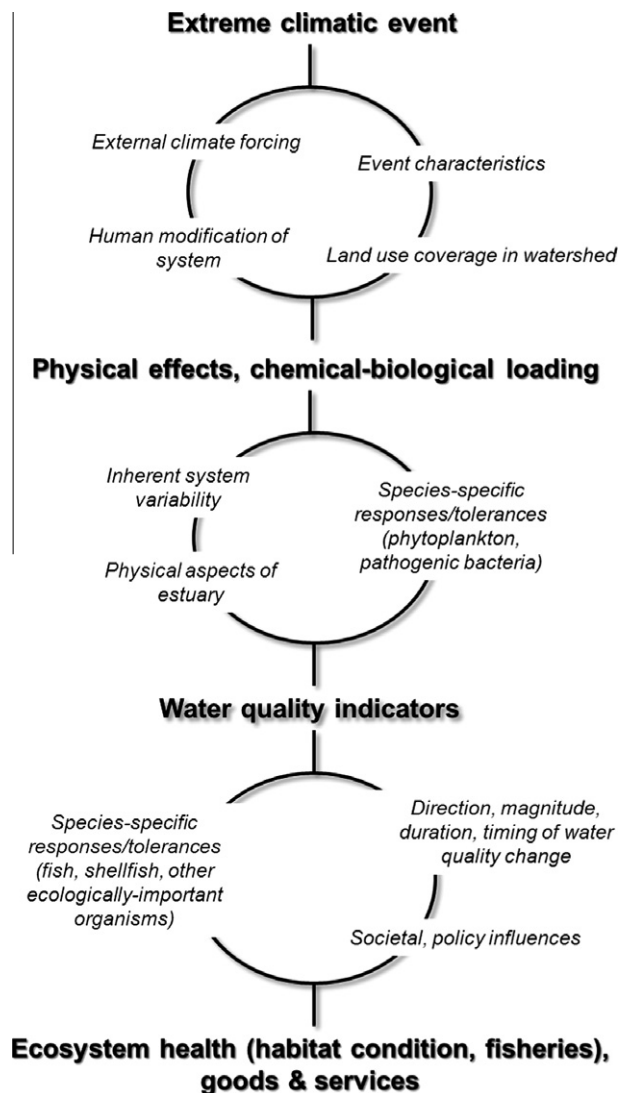 Extreme climatic event
External climate forcing
Event characteristics
Human modification of
system
Land use coverage in watershed
Physical effects, chemical-biological loading
Inherent system
variability
Species-specific
responses/tolerances
(phytoplankton,
pathogenic bacteria)
Physical aspects of
estuary
Water quality indicators
Species-specific
responses/tolerances
(fish, shellfish, other
ecologically-important
organisms)
Direction, magnitude,
duration, timing of water
quality change
Societal, policy influences
Ecosystem health (habitat condition, fisheries),
goods & services